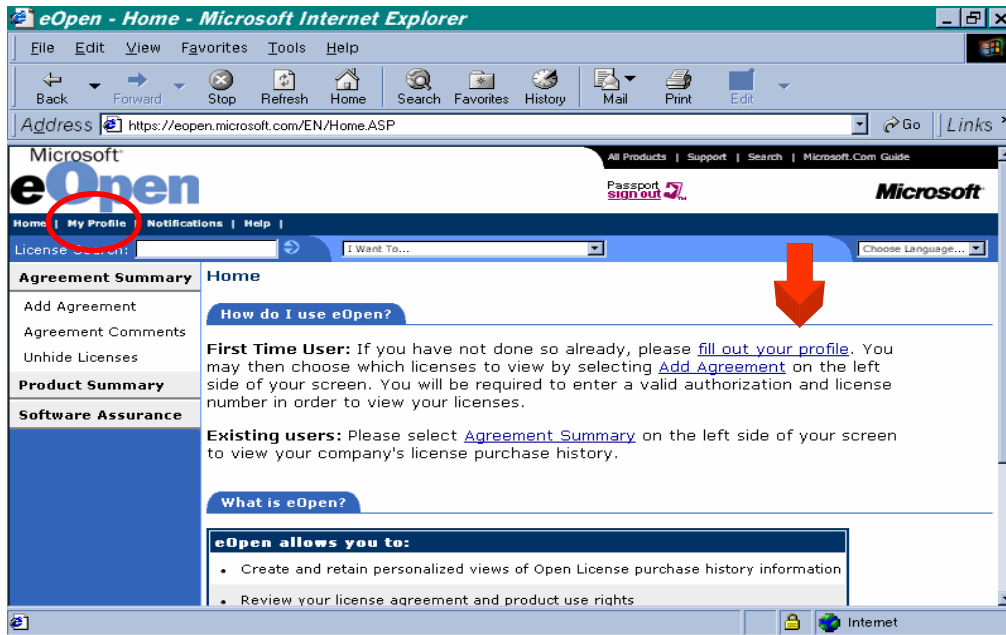 eOpen - Home - Microsoft Internet Explorer
File Edit View Favorites Tools Help
Back Forward Stop Refresh Home Search Favorites History Mail Print Edit
Address https://eopen.microsoft.com/EN/Home.ASP Go Links
Microsoft
eOpen
All Products | Support | Search | Microsoft.Com Guide
Passport
sign out
Microsoft
Home | My Profile | Notifications | Help |
License Search: I Want To... Choose Language...
Agreement Summary
Add Agreement
Agreement Comments
Unhide Licenses
Product Summary
Software Assurance
Home
How do I use eOpen?
First Time User: If you have not done so already, please fill out your profile. You
may then choose which licenses to view by selecting Add Agreement on the left
side of your screen. You will be required to enter a valid authorization and license
number in order to view your licenses.
Existing users: Please select Agreement Summary on the left side of your screen
to view your company's license purchase history.
What is eOpen?
eOpen allows you to:
• Create and retain personalized views of Open License purchase history information
• Review your license agreement and product use rights
Internet